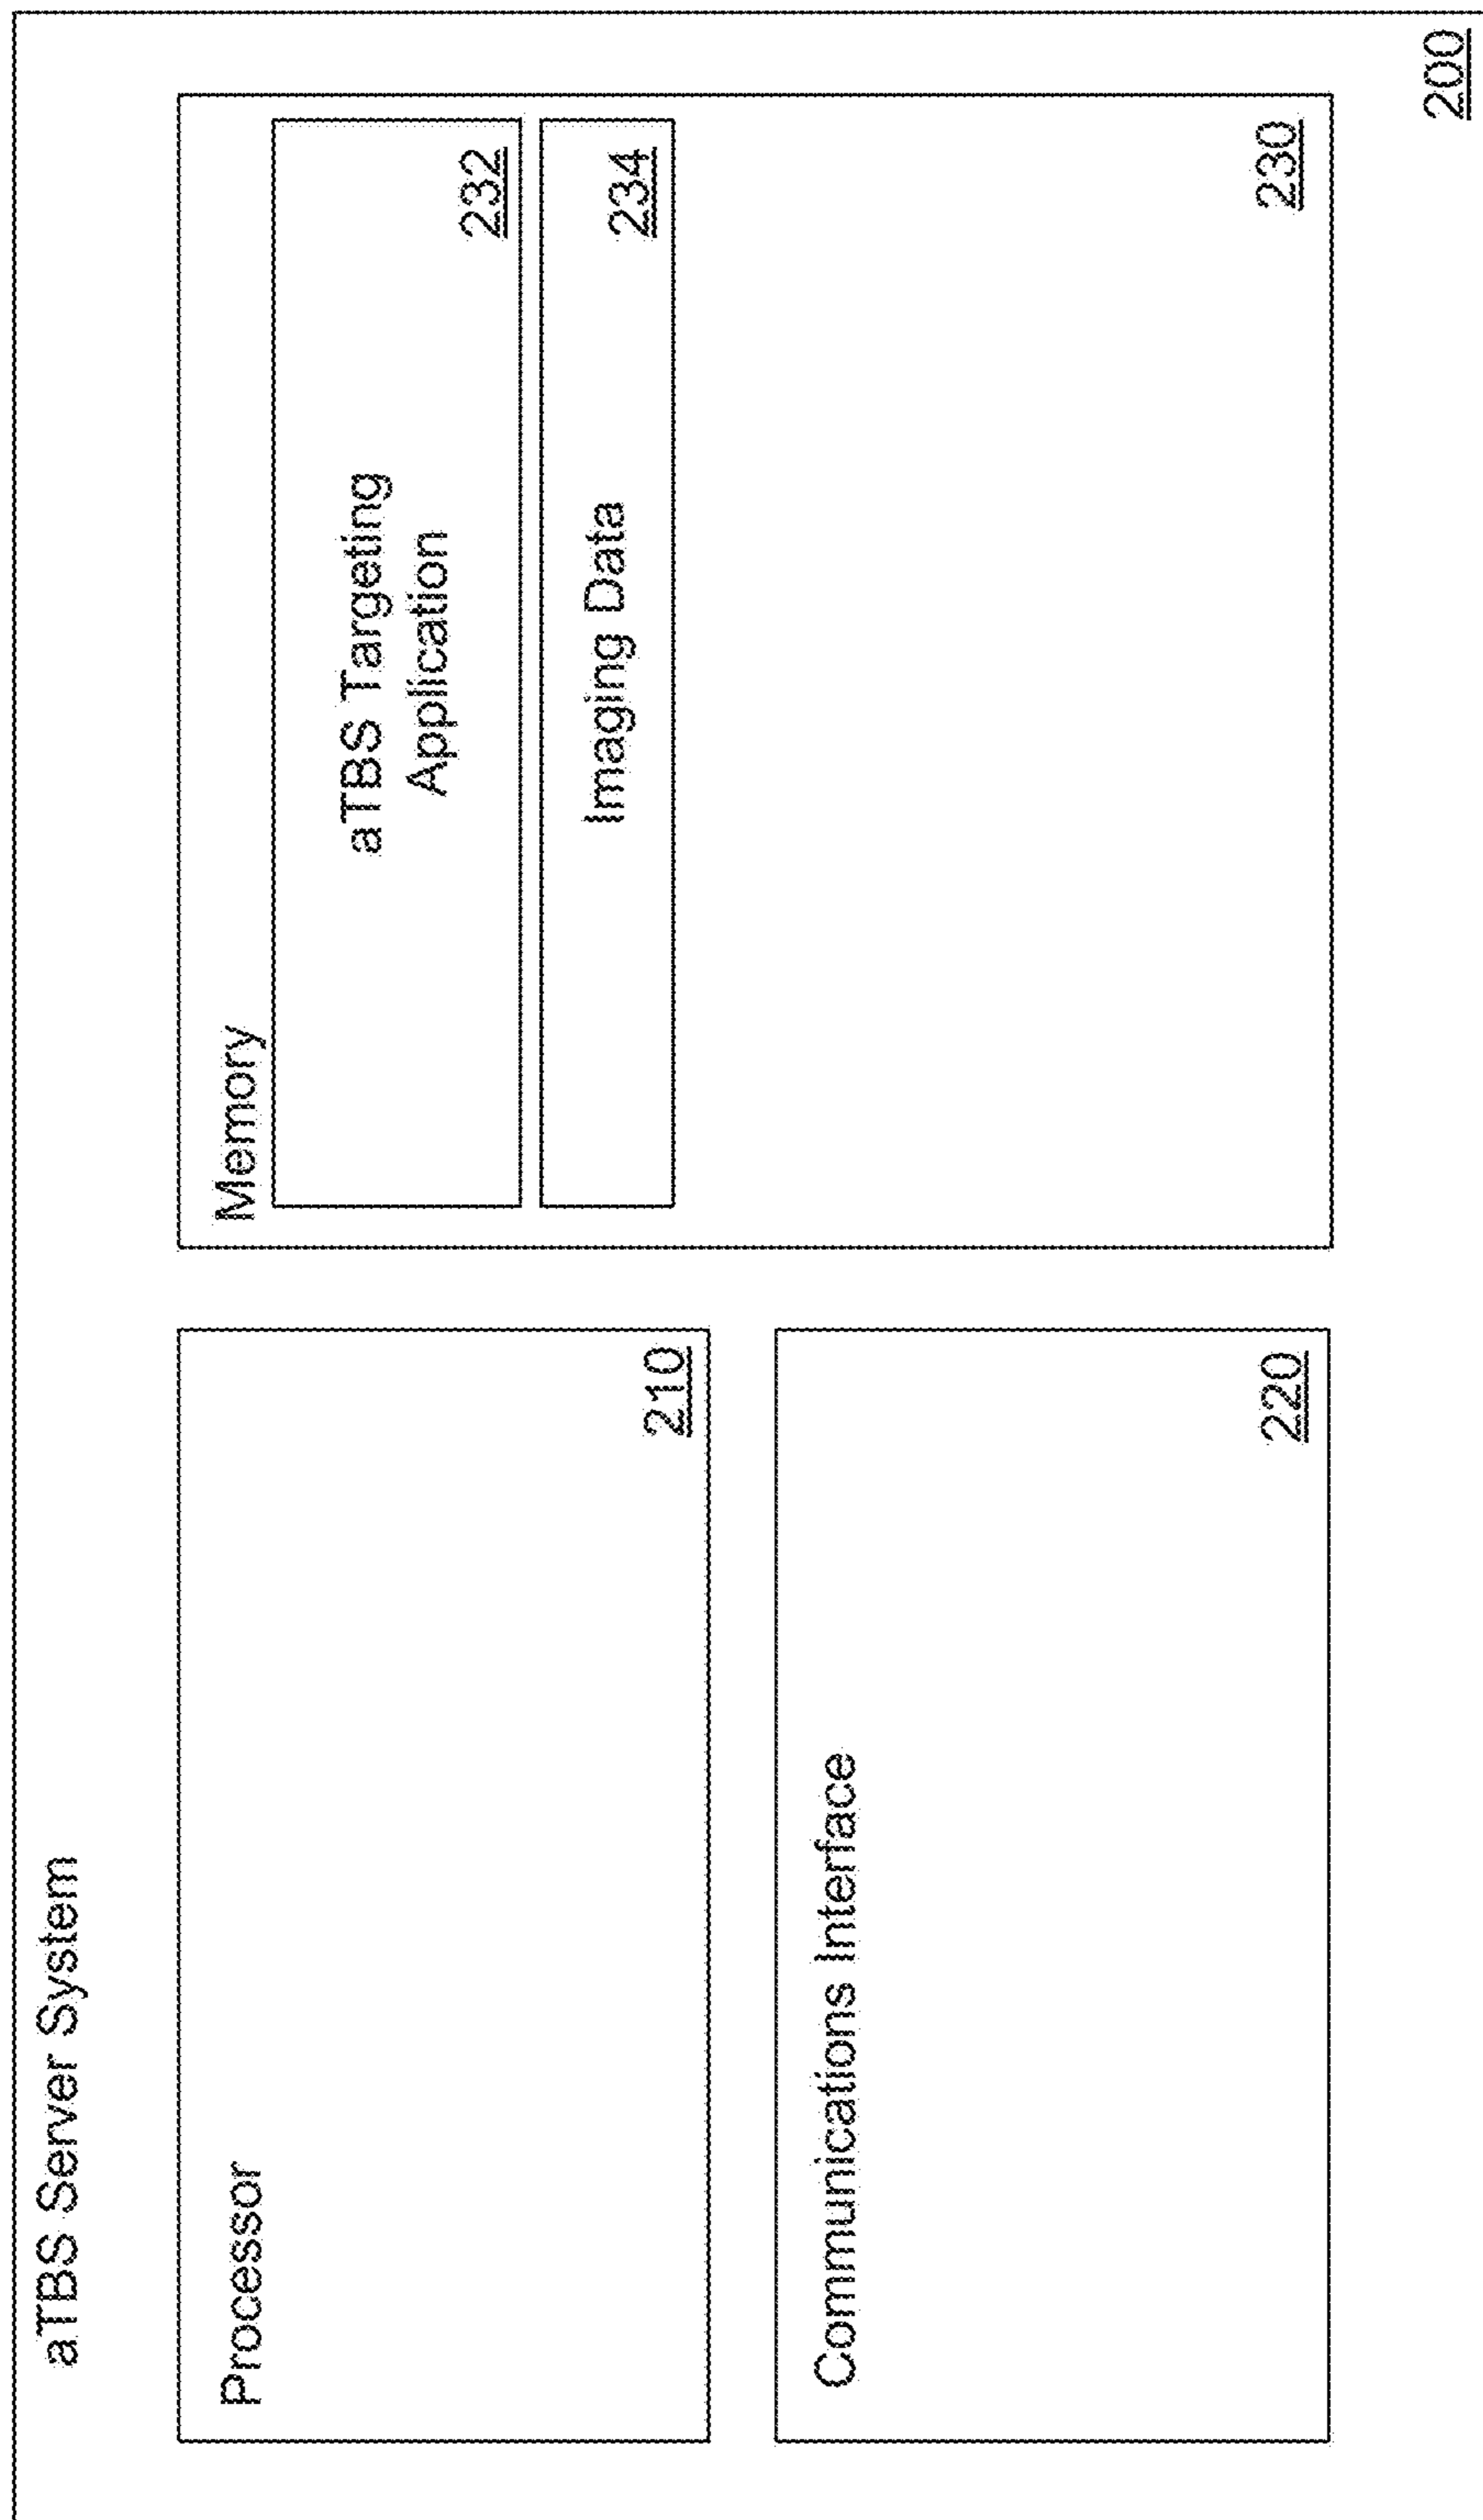 aTBS Server System
Processor
210
Communications Interface
220
Memory
aTBS Targeting
Application
232
Imaging Data
234
230
200